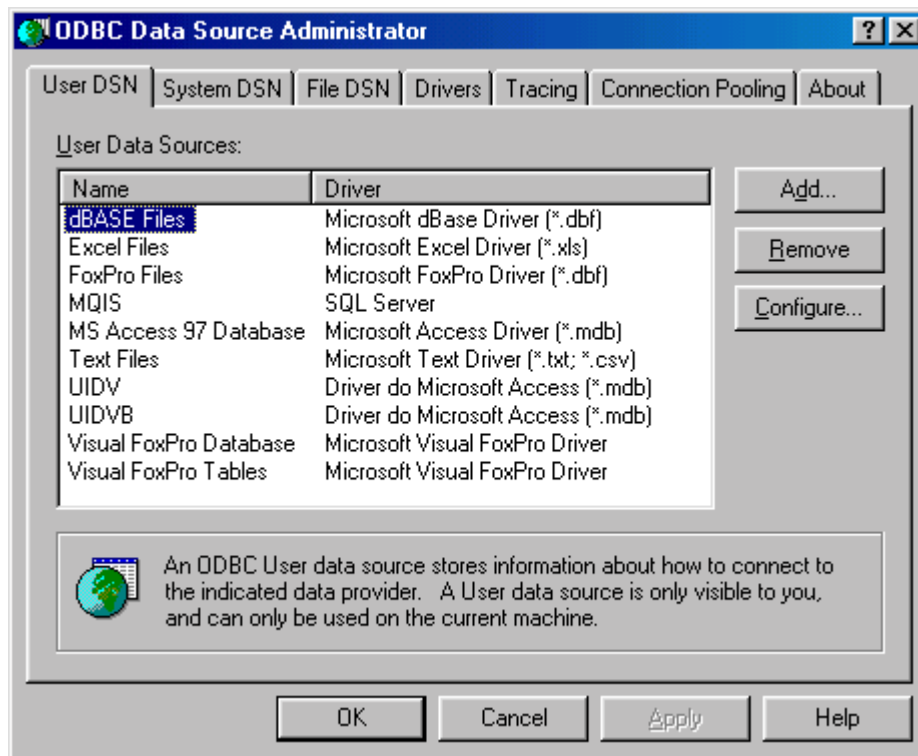 ODBC Data Source Administrator
User DSN System DSN File DSN Drivers Tracing Connection Pooling About
User Data Sources:
Name Driver
dBASE Files Microsoft dBase Driver (*.dbf)
Excel Files Microsoft Excel Driver (*.xls)
FoxPro Files Microsoft FoxPro Driver (*.dbf)
MQIS SQL Server
MS Access 97 Database Microsoft Access Driver (*.mdb)
Text Files Microsoft Text Driver (*.txt; *.csv)
UIDV Driver do Microsoft Access (*.mdb)
UIDVB Driver do Microsoft Access (*.mdb)
Visual FoxPro Database Microsoft Visual FoxPro Driver
Visual FoxPro Tables Microsoft Visual FoxPro Driver
Add...
Remove
Configure...
An ODBC User data source stores information about how to connect to
the indicated data provider. A User data source is only visible to you,
and can only be used on the current machine.
OK Cancel Apply Help